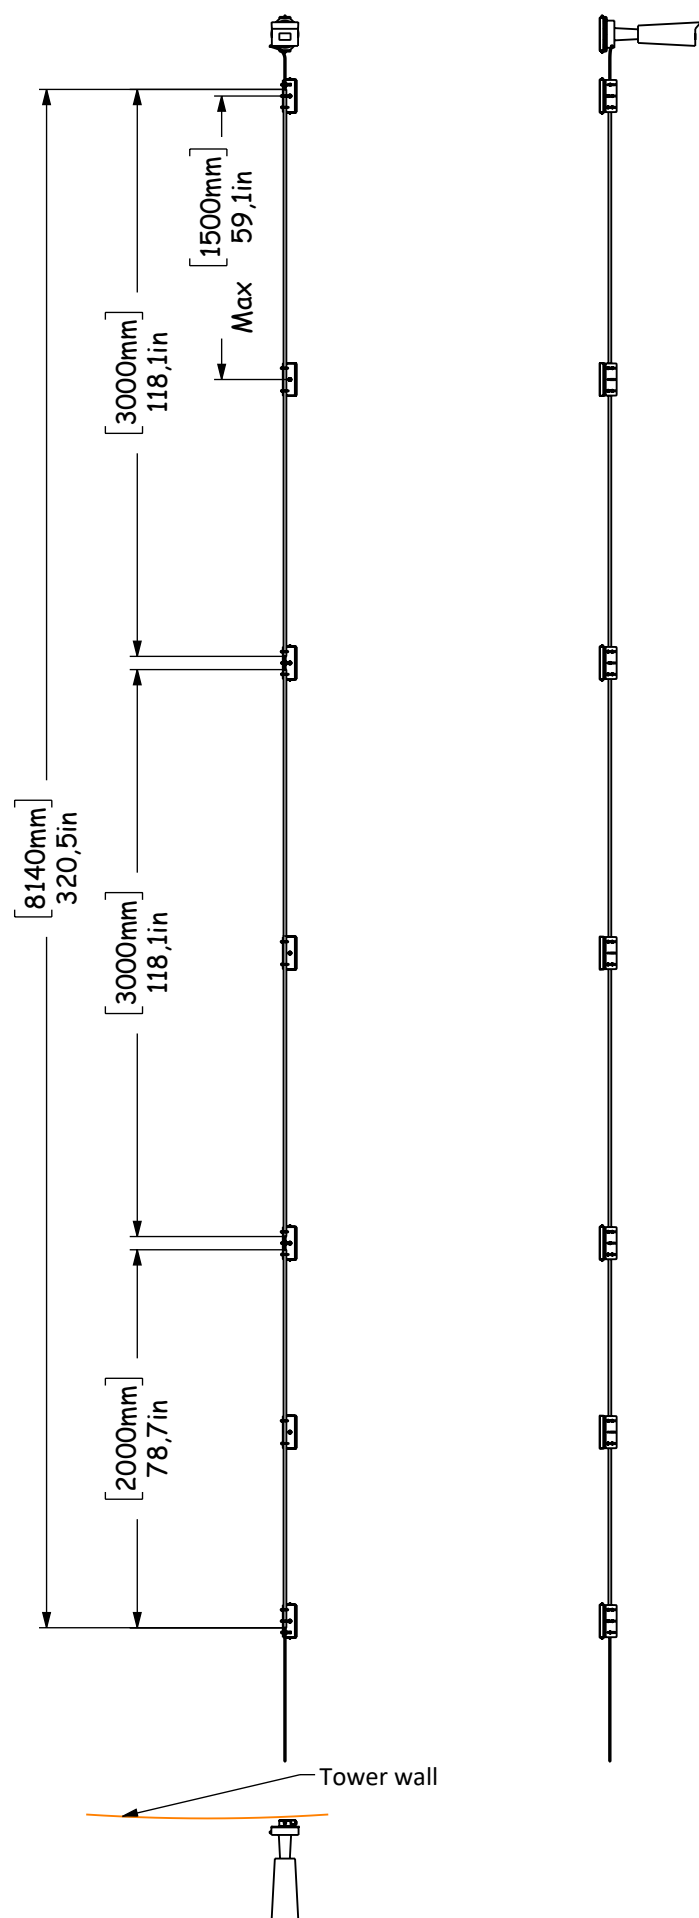 [1500mm]
59,1in
Max
[3000mm]
118,1in
[8140mm]
320,5in
[3000mm]
118,1in
[2000mm]
78,7in
Tower wall